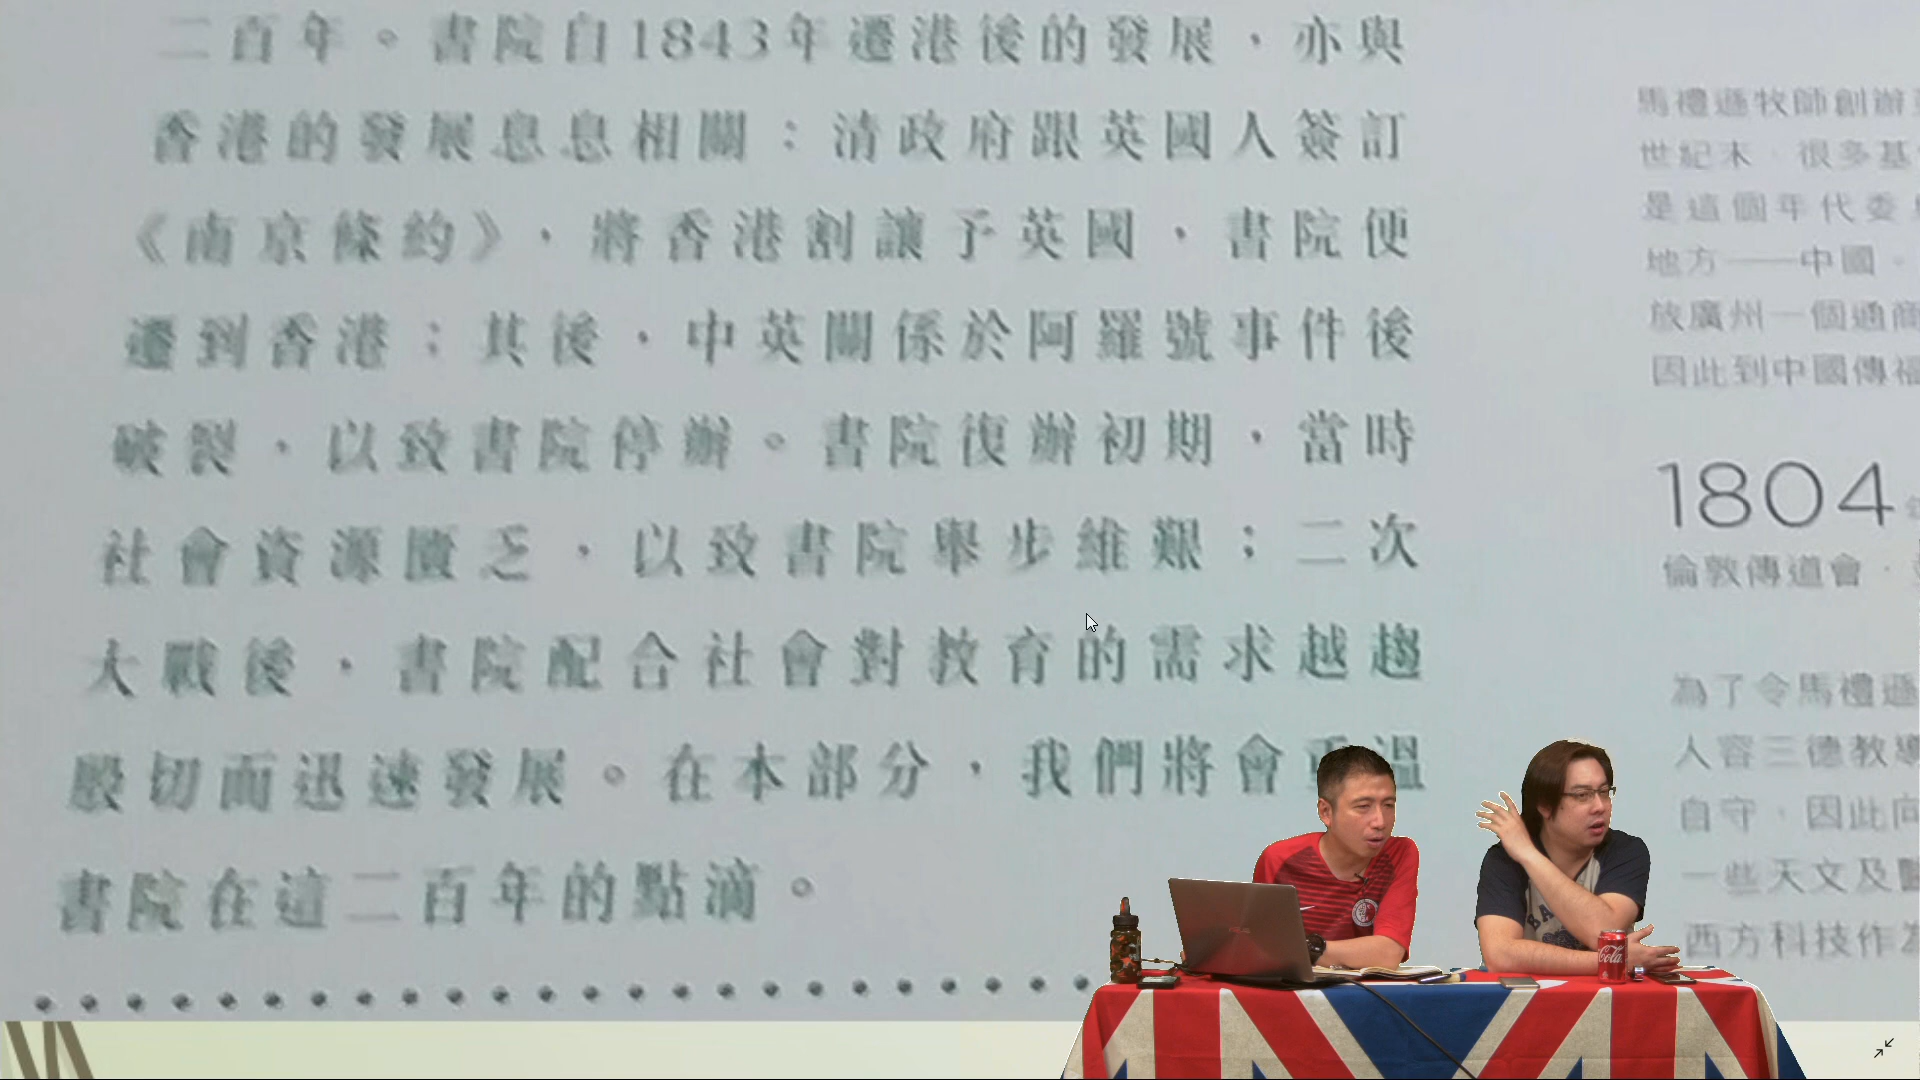 二百年。書院自1843年遷港後的發展，亦與
香港的發展息息相關：清政府跟英國人簽訂
《南京條約》，將香港割讓予英國，書院便
遷到香港；其後，中英關係於阿羅號事件後
破裂，以致書院停辦。書院復辦初期，當時
社會資源匱乏，以致書院舉步維艱；二次
大戰後，書院配合社會對教育的需求越趨
殷切而迅速發展。在本部分，我們將會重溫
書院在這二百年的點滴。
馬禮遜牧師創辦
世紀末，很多基
是這個年代委
地方——中國。
放廣州一個通商
因此到中國傳福
1804
倫敦傳道會，
為了令馬禮遜
人容三德教導
自守，因此向
一些天文及醫
西方科技作為
ASUS
BA
Coca